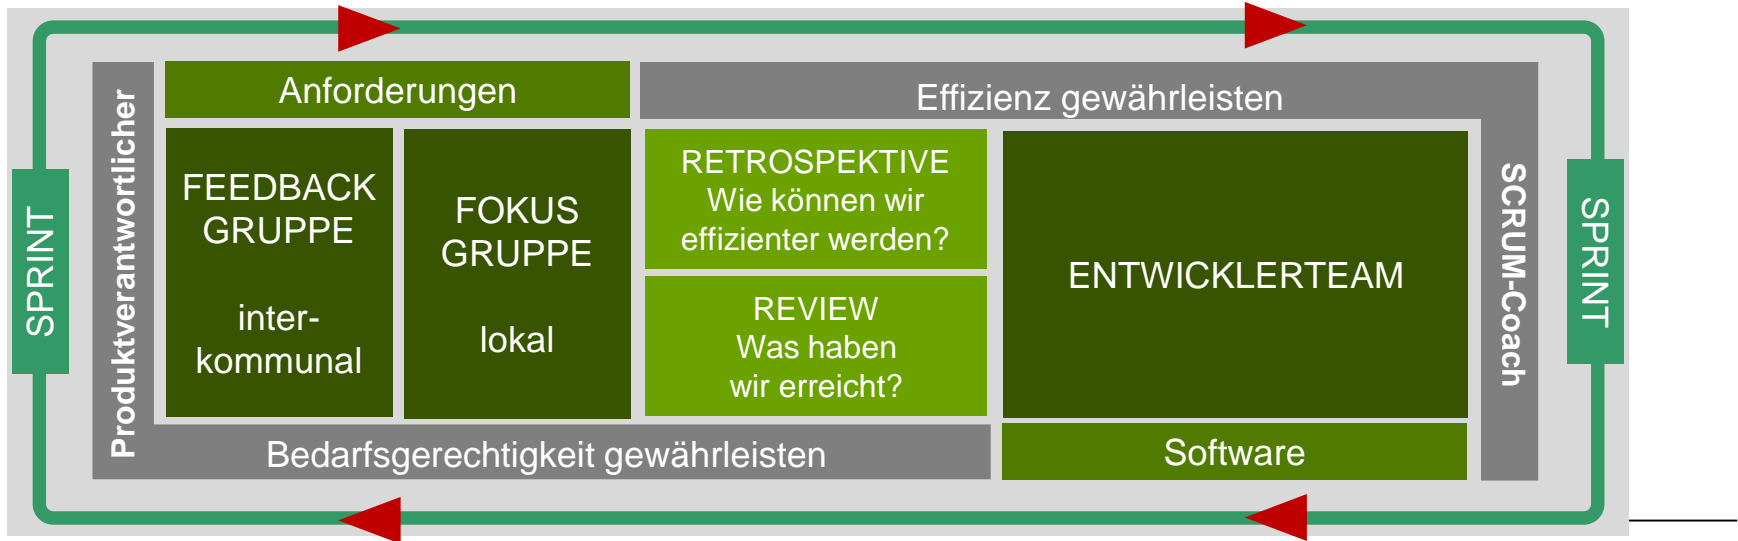 SPRINT
Produktverantwortlicher
Anforderungen
FEEDBACK
GRUPPE
inter-
kommunal
FOKUS
GRUPPE
lokal
Bedarfsgerechtigkeit gewährleisten
Effizienz gewährleisten
RETROSPEKTIVE
Wie können wir
effizienter werden?
REVIEW
Was haben
wir erreicht?
ENTWICKLERTEAM
Software
SCRUM-Coach
SPRINT